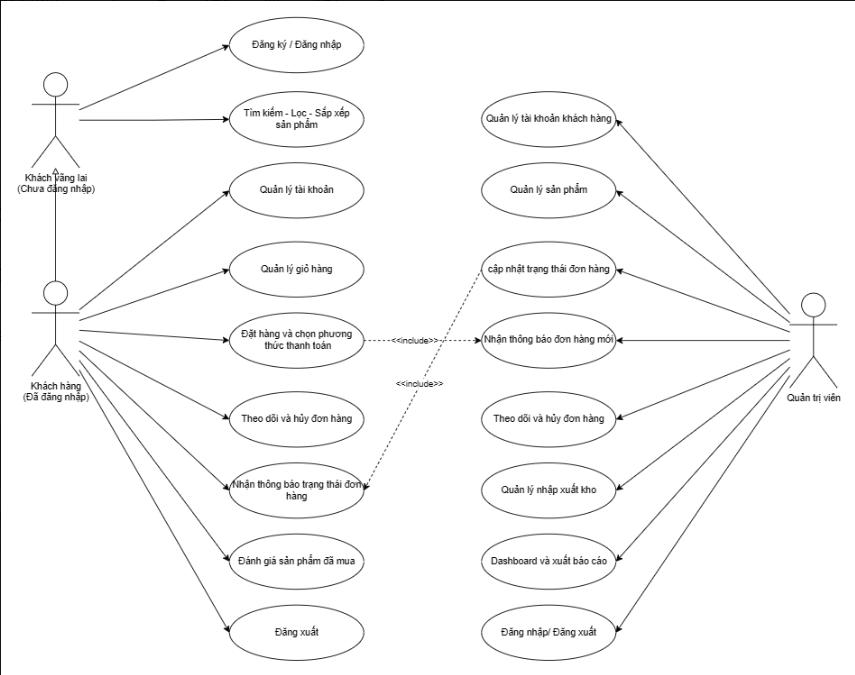 Đăng ký / Đăng nhập
Tìm kiếm - Lọc - Sắp xếp
sản phẩm
Khách vãng lai
(Chưa đăng nhập)
Quản lý tài khoản
Quản lý giỏ hàng
Đặt hàng và chọn phương
thức thanh toán
Khách hàng
(Đã đăng nhập)
Theo dõi và hủy đơn hàng
Nhận thông báo trạng thái đơn
hàng
Đánh giá sản phẩm đã mua
Đăng xuất
<<include>>
<<include>>
Quản lý tài khoản khách hàng
Quản lý sản phẩm
cập nhật trạng thái đơn hàng
Nhận thông báo đơn hàng mới
Theo dõi và hủy đơn hàng
Quản lý nhập xuất kho
Dashboard và xuất báo cáo
Đăng nhập/ Đăng xuất
Quản trị viên